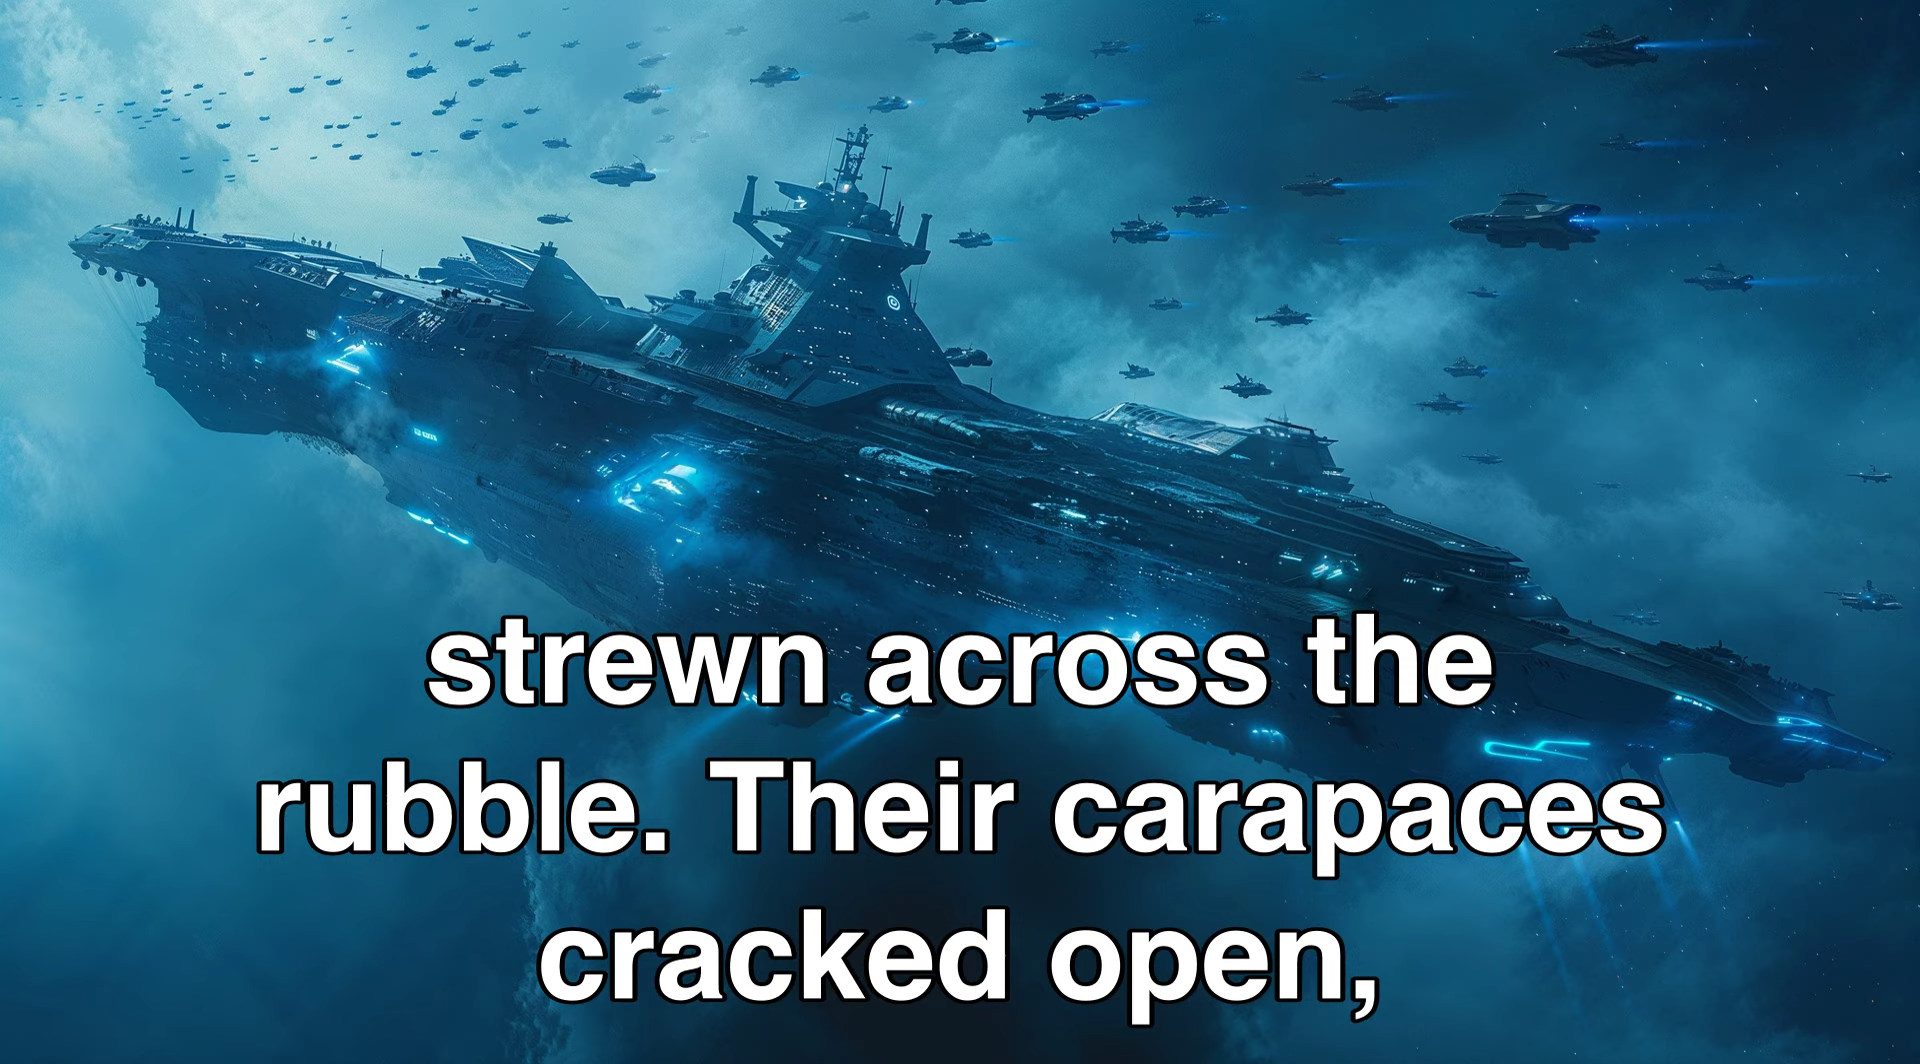 strewn across the
rubble. Their carapaces
cracked open,